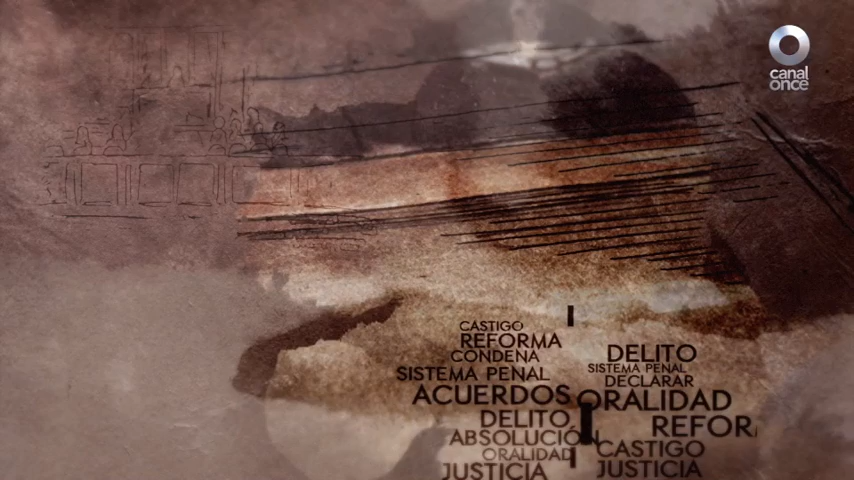 canal
once
CASTIGO
REFORMA
CONDENA
SISTEMA PENAL
ACUERDOS
DELITO
ABSOLUCIÓN
ORALIDAD
JUSTICIA
DELITO
SISTEMA PENAL
DECLARAR
ORALIDAD
REFOR
CASTIGO
JUSTICIA